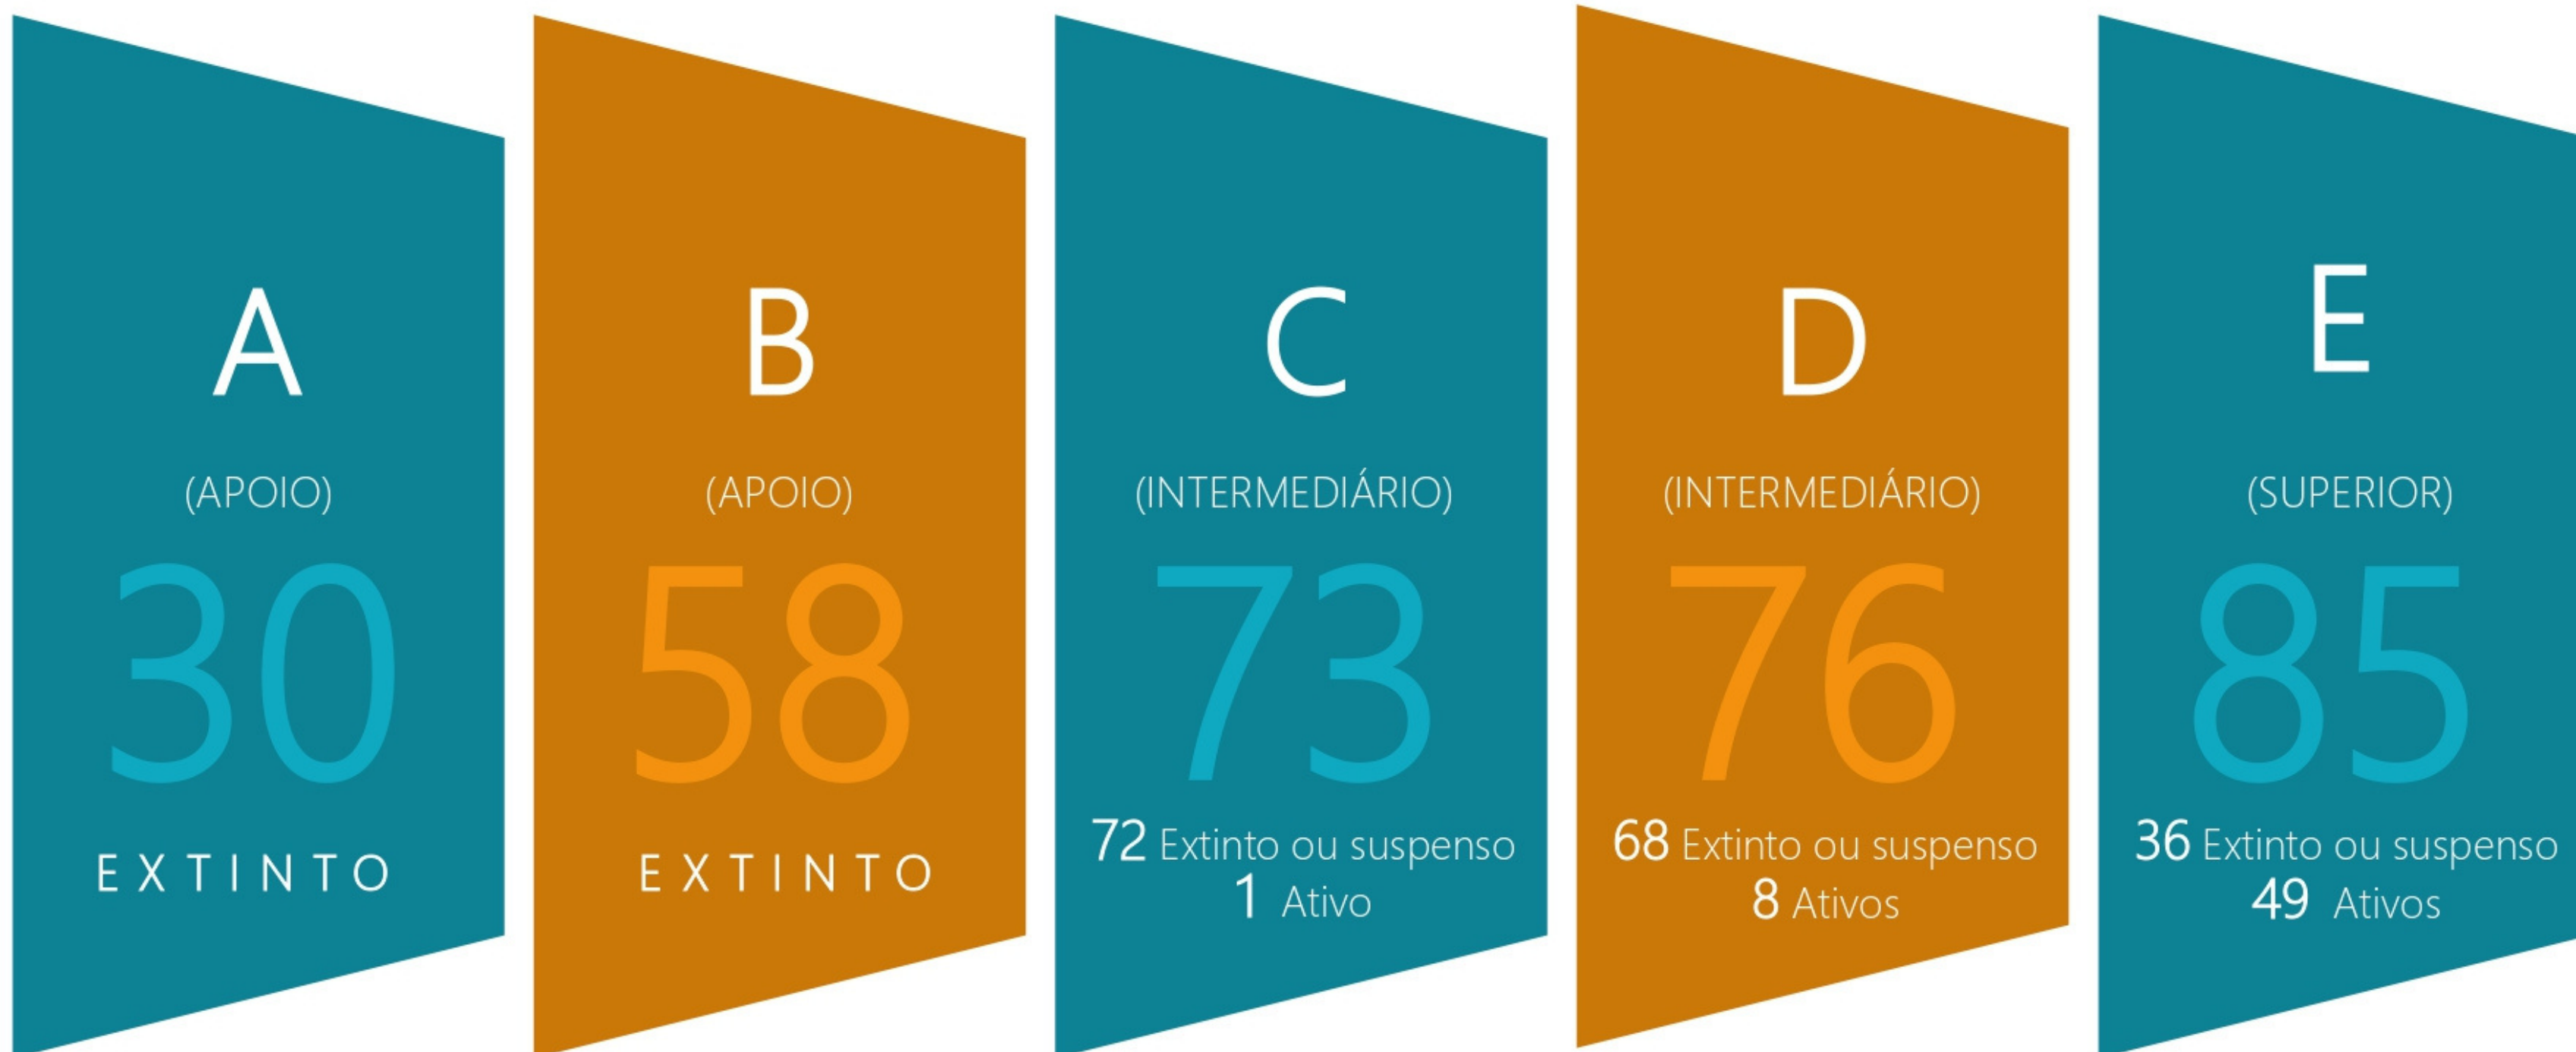 A
(APOIO)
30
EXTINTO
B
(APOIO)
58
EXTINTO
C
(INTERMEDIÁRIO)
73
72 Extinto ou suspenso
1 Ativo
D
(INTERMEDIÁRIO)
76
68 Extinto ou suspenso
8 Ativos
E
(SUPERIOR)
85
36 Extinto ou suspenso
49 Ativos